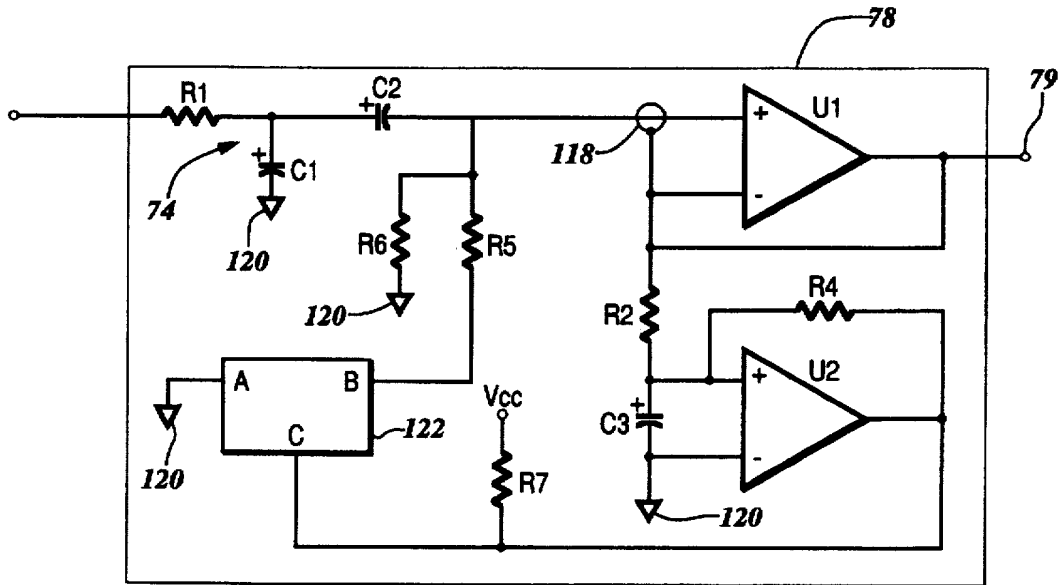 78
R1
C2
+
+
U1
79
118
+
C1
-
74
120
R6
R5
R4
120
R2
A
B
Vcc
+
U2
+
122
C3
C
-
120
R7
120